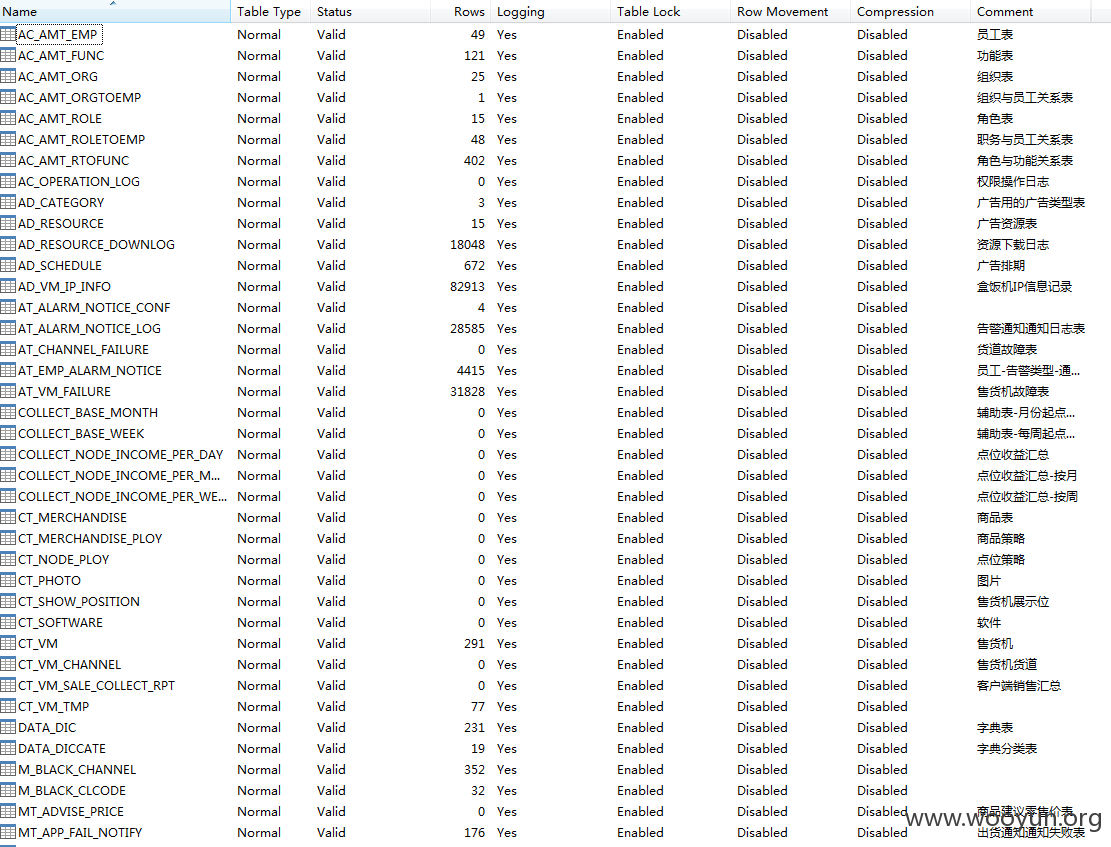 Name Table Type Status Rows Logging Table Lock Row Movement Compression Comment
AC_AMT_EMP Normal Valid 49 Yes Enabled Disabled Disabled 员工表
AC_AMT_FUNC Normal Valid 121 Yes Enabled Disabled Disabled 功能表
AC_AMT_ORG Normal Valid 25 Yes Enabled Disabled Disabled 组织表
AC_AMT_ORGTOEMP Normal Valid 1 Yes Enabled Disabled Disabled 组织与员工关系表
AC_AMT_ROLE Normal Valid 15 Yes Enabled Disabled Disabled 角色表
AC_AMT_ROLETOEMP Normal Valid 48 Yes Enabled Disabled Disabled 职务与员工关系表
AC_AMT_RTOFUNC Normal Valid 402 Yes Enabled Disabled Disabled 角色与功能关系表
AC_OPERATION_LOG Normal Valid 0 Yes Enabled Disabled Disabled 权限操作日志
AD_CATEGORY Normal Valid 3 Yes Enabled Disabled Disabled 广告用的广告类型表
AD_RESOURCE Normal Valid 15 Yes Enabled Disabled Disabled 广告资源表
AD_RESOURCE_DOWNLOG Normal Valid 18048 Yes Enabled Disabled Disabled 资源下载日志
AD_SCHEDULE Normal Valid 672 Yes Enabled Disabled Disabled 广告排期
AD_VM_IP_INFO Normal Valid 82913 Yes Enabled Disabled Disabled 盒饭机IP信息记录
AT_ALARM_NOTICE_CONF Normal Valid 4 Yes Enabled Disabled Disabled
AT_ALARM_NOTICE_LOG Normal Valid 28585 Yes Enabled Disabled Disabled 告警通知通知日志表
AT_CHANNEL_FAILURE Normal Valid 0 Yes Enabled Disabled Disabled 货道故障表
AT_EMP_ALARM_NOTICE Normal Valid 4415 Yes Enabled Disabled Disabled 员工-告警类型-通...
AT_VM_FAILURE Normal Valid 31828 Yes Enabled Disabled Disabled 售货机故障表
COLLECT_BASE_MONTH Normal Valid 0 Yes Enabled Disabled Disabled 辅助表-月份起点...
COLLECT_BASE_WEEK Normal Valid 0 Yes Enabled Disabled Disabled 辅助表-每周起点...
COLLECT_NODE_INCOME_PER_DAY Normal Valid 0 Yes Enabled Disabled Disabled 点位收益汇总
COLLECT_NODE_INCOME_PER_M... Normal Valid 0 Yes Enabled Disabled Disabled 点位收益汇总-按月
COLLECT_NODE_INCOME_PER_WE... Normal Valid 0 Yes Enabled Disabled Disabled 点位收益汇总-按周
CT_MERCHANDISE Normal Valid 0 Yes Enabled Disabled Disabled 商品表
CT_MERCHANDISE_PLOY Normal Valid 0 Yes Enabled Disabled Disabled 商品策略
CT_NODE_PLOY Normal Valid 0 Yes Enabled Disabled Disabled 点位策略
CT_PHOTO Normal Valid 0 Yes Enabled Disabled Disabled 图片
CT_SHOW_POSITION Normal Valid 0 Yes Enabled Disabled Disabled 售货机展示位
CT_SOFTWARE Normal Valid 0 Yes Enabled Disabled Disabled 软件
CT_VM Normal Valid 291 Yes Enabled Disabled Disabled 售货机
CT_VM_CHANNEL Normal Valid 0 Yes Enabled Disabled Disabled 售货机货道
CT_VM_SALE_COLLECT_RPT Normal Valid 0 Yes Enabled Disabled Disabled 客户端销售汇总
CT_VM_TMP Normal Valid 77 Yes Enabled Disabled Disabled
DATA_DIC Normal Valid 231 Yes Enabled Disabled Disabled 字典表
DATA_DICCATE Normal Valid 19 Yes Enabled Disabled Disabled 字典分类表
M_BLACK_CHANNEL Normal Valid 352 Yes Enabled Disabled Disabled
M_BLACK_CLCODE Normal Valid 32 Yes Enabled Disabled Disabled
MT_ADVISE_PRICE Normal Valid 0 Yes Enabled Disabled Disabled 商品建议零售价表
MT_APP_FAIL_NOTIFY Normal Valid 176 Yes Enabled Disabled Disabled 出货通知通知失败表
www.wooyun.org